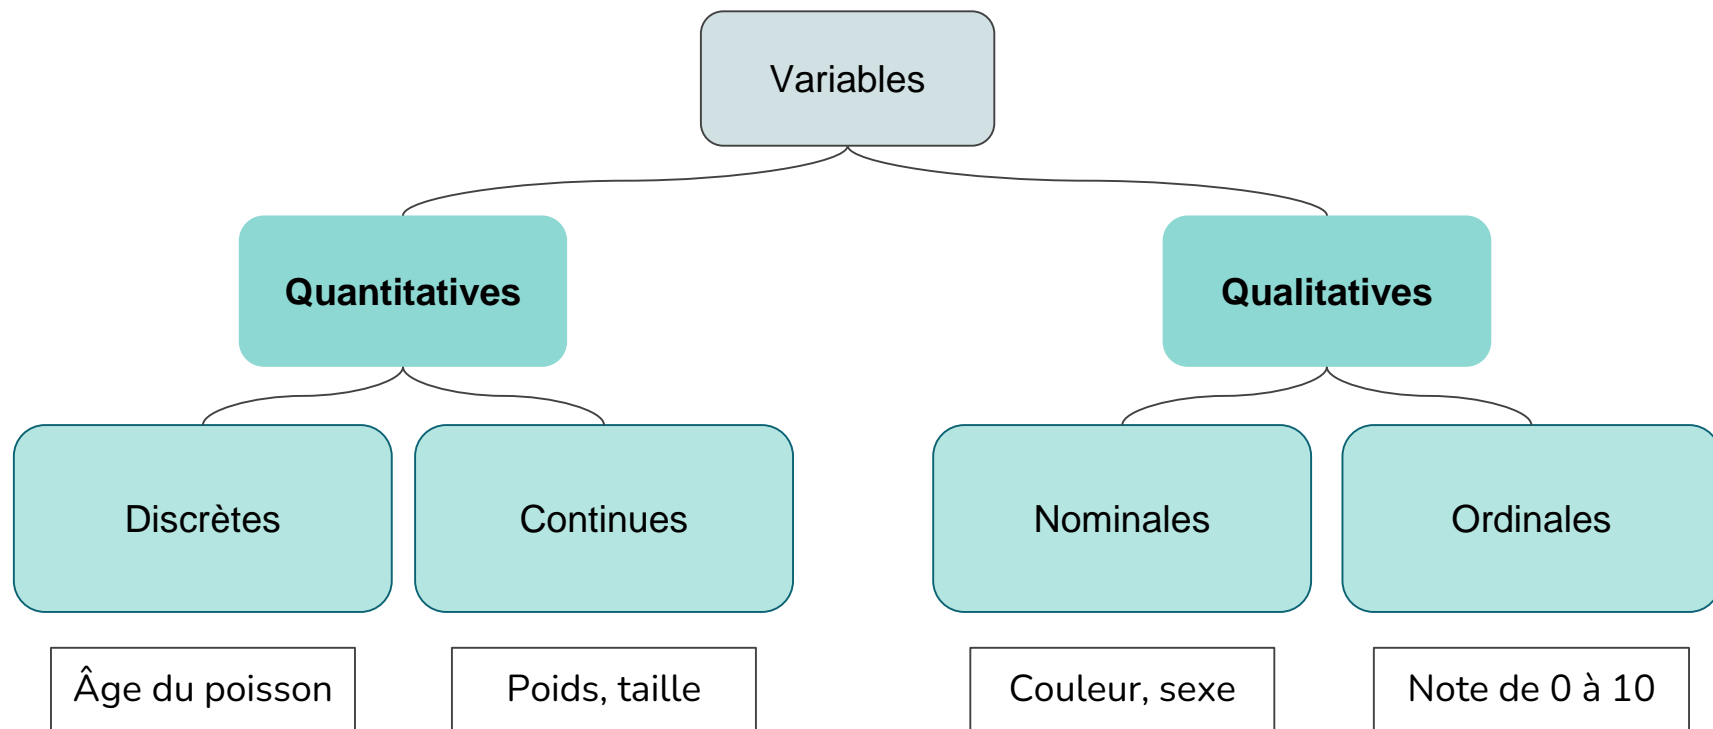 Variables
Quantitatives
Qualitatives
Discrètes
Continues
Nominales
Ordinales
Âge du poisson
Poids, taille
Couleur, sexe
Note de 0 à 10